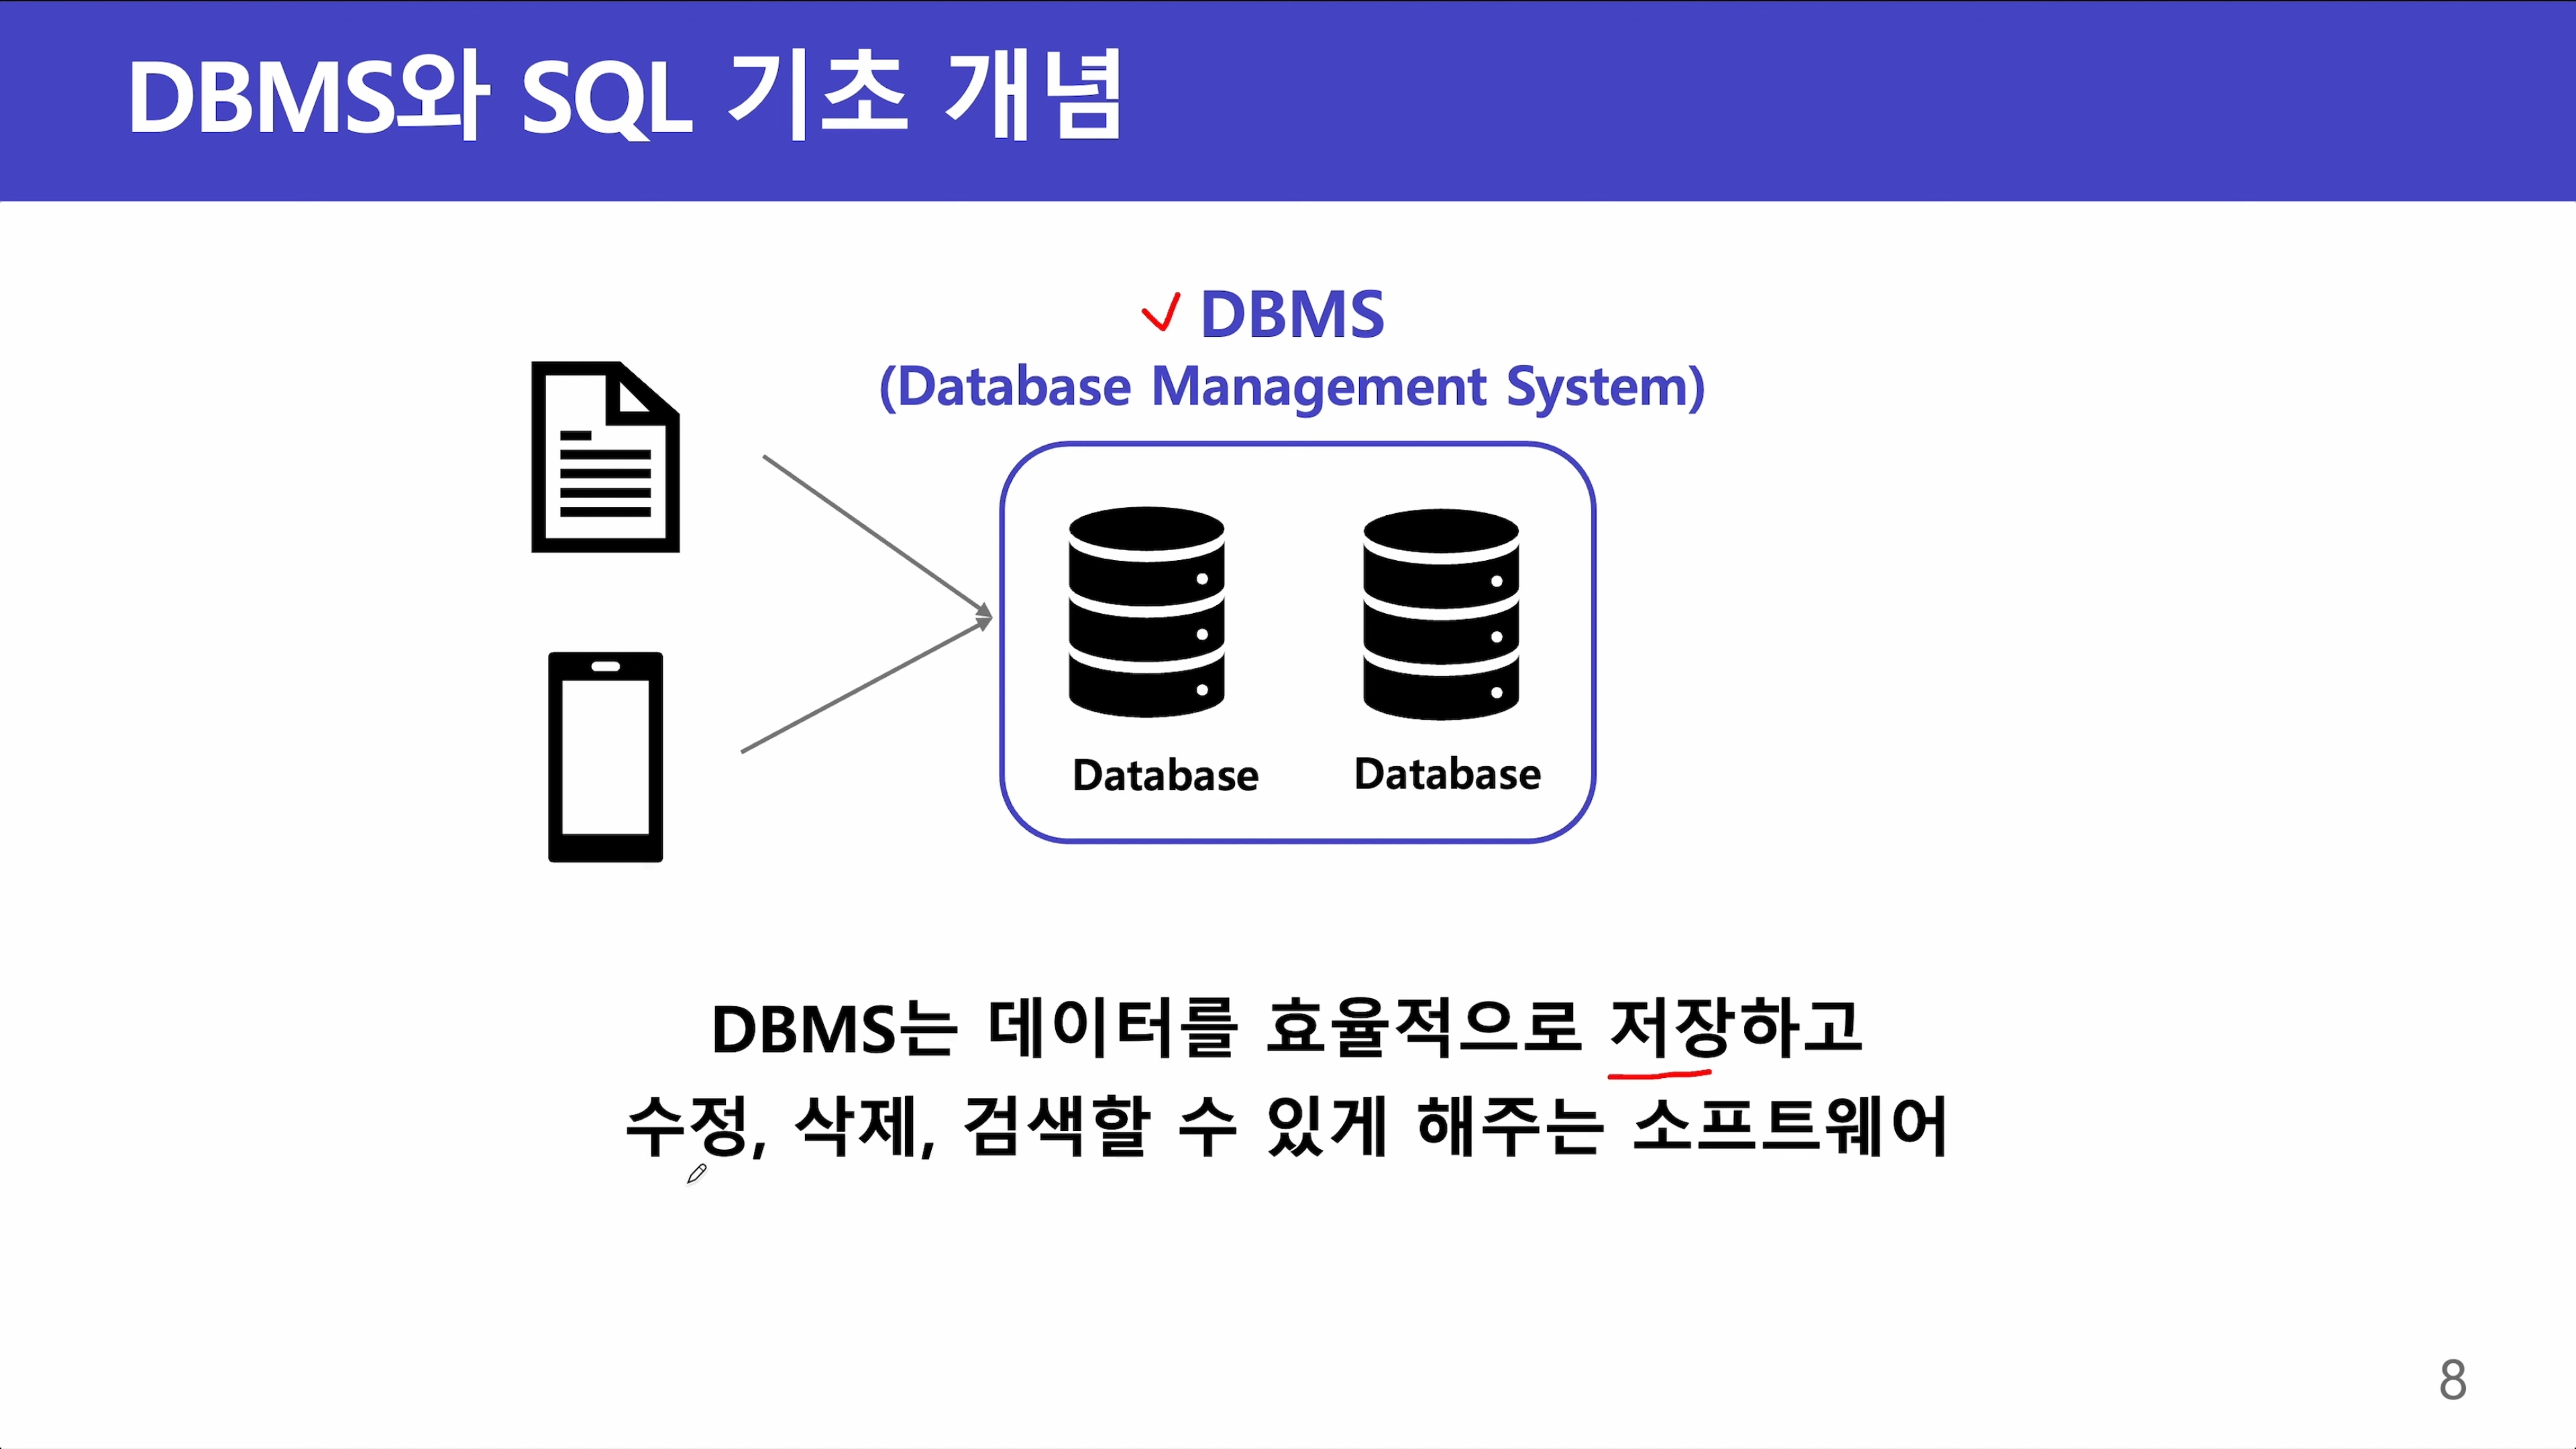 DBMS와 SQL 기초 개념
DBMS
(Database Management System)
Database
Database
DBMS는 데이터를 효율적으로 저장하고
수정, 삭제, 검색할 수 있게 해주는 소프트웨어
8